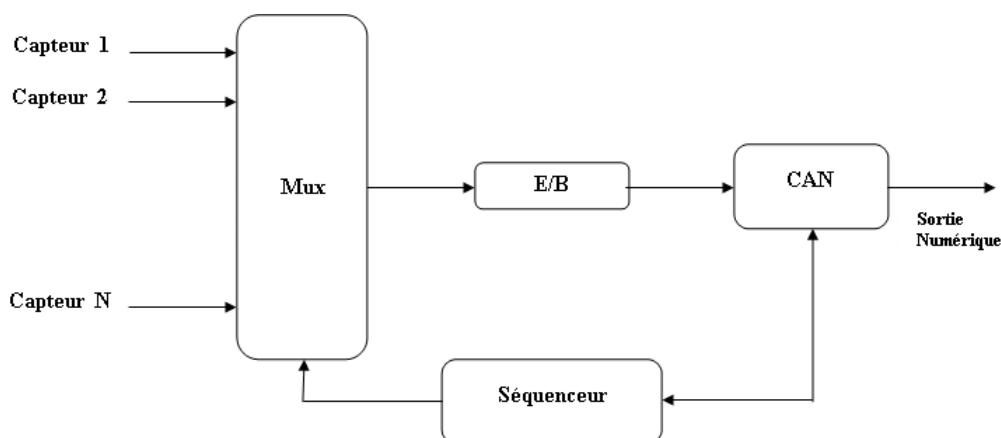 Capteur 1
Capteur 2
Mux
E/B
CAN
Sortie
Numérique
Capteur N
Séquenceur